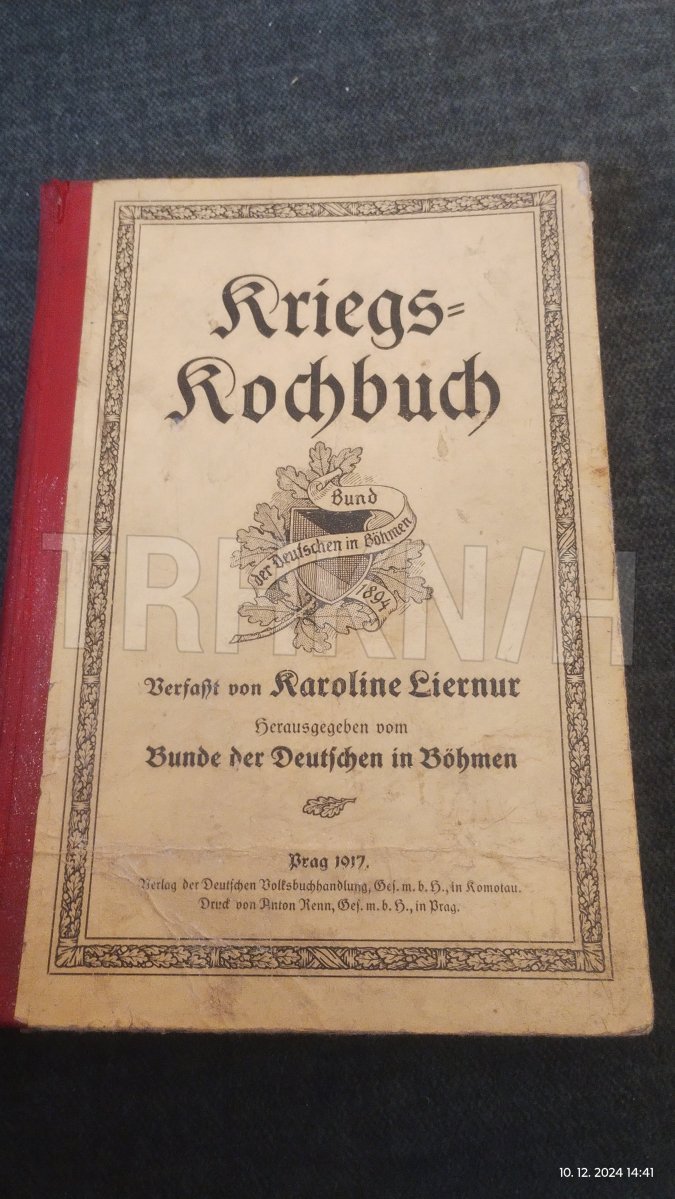 Kriegs=
Kochbuch
Bund
der Deutschen in Böhmen
1894
Verfaßt von Karoline Liernur
Herausgegeben vom
Bunde der Deutschen in Böhmen
Prag 1917.
Verlag der Deutschen Volksbuchhandlung, Ges. m. b. H., in Komotau.
Druck von Anton Renn, Ges. m. b. H., in Prag.
10. 12. 2024 14:41